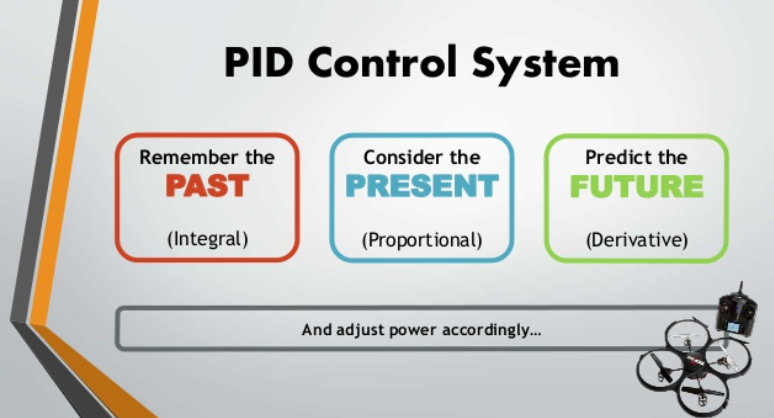 PID Control System
Remember the
PAST
(Integral)
Consider the
PRESENT
(Proportional)
Predict the
FUTURE
(Derivative)
And adjust power accordingly...